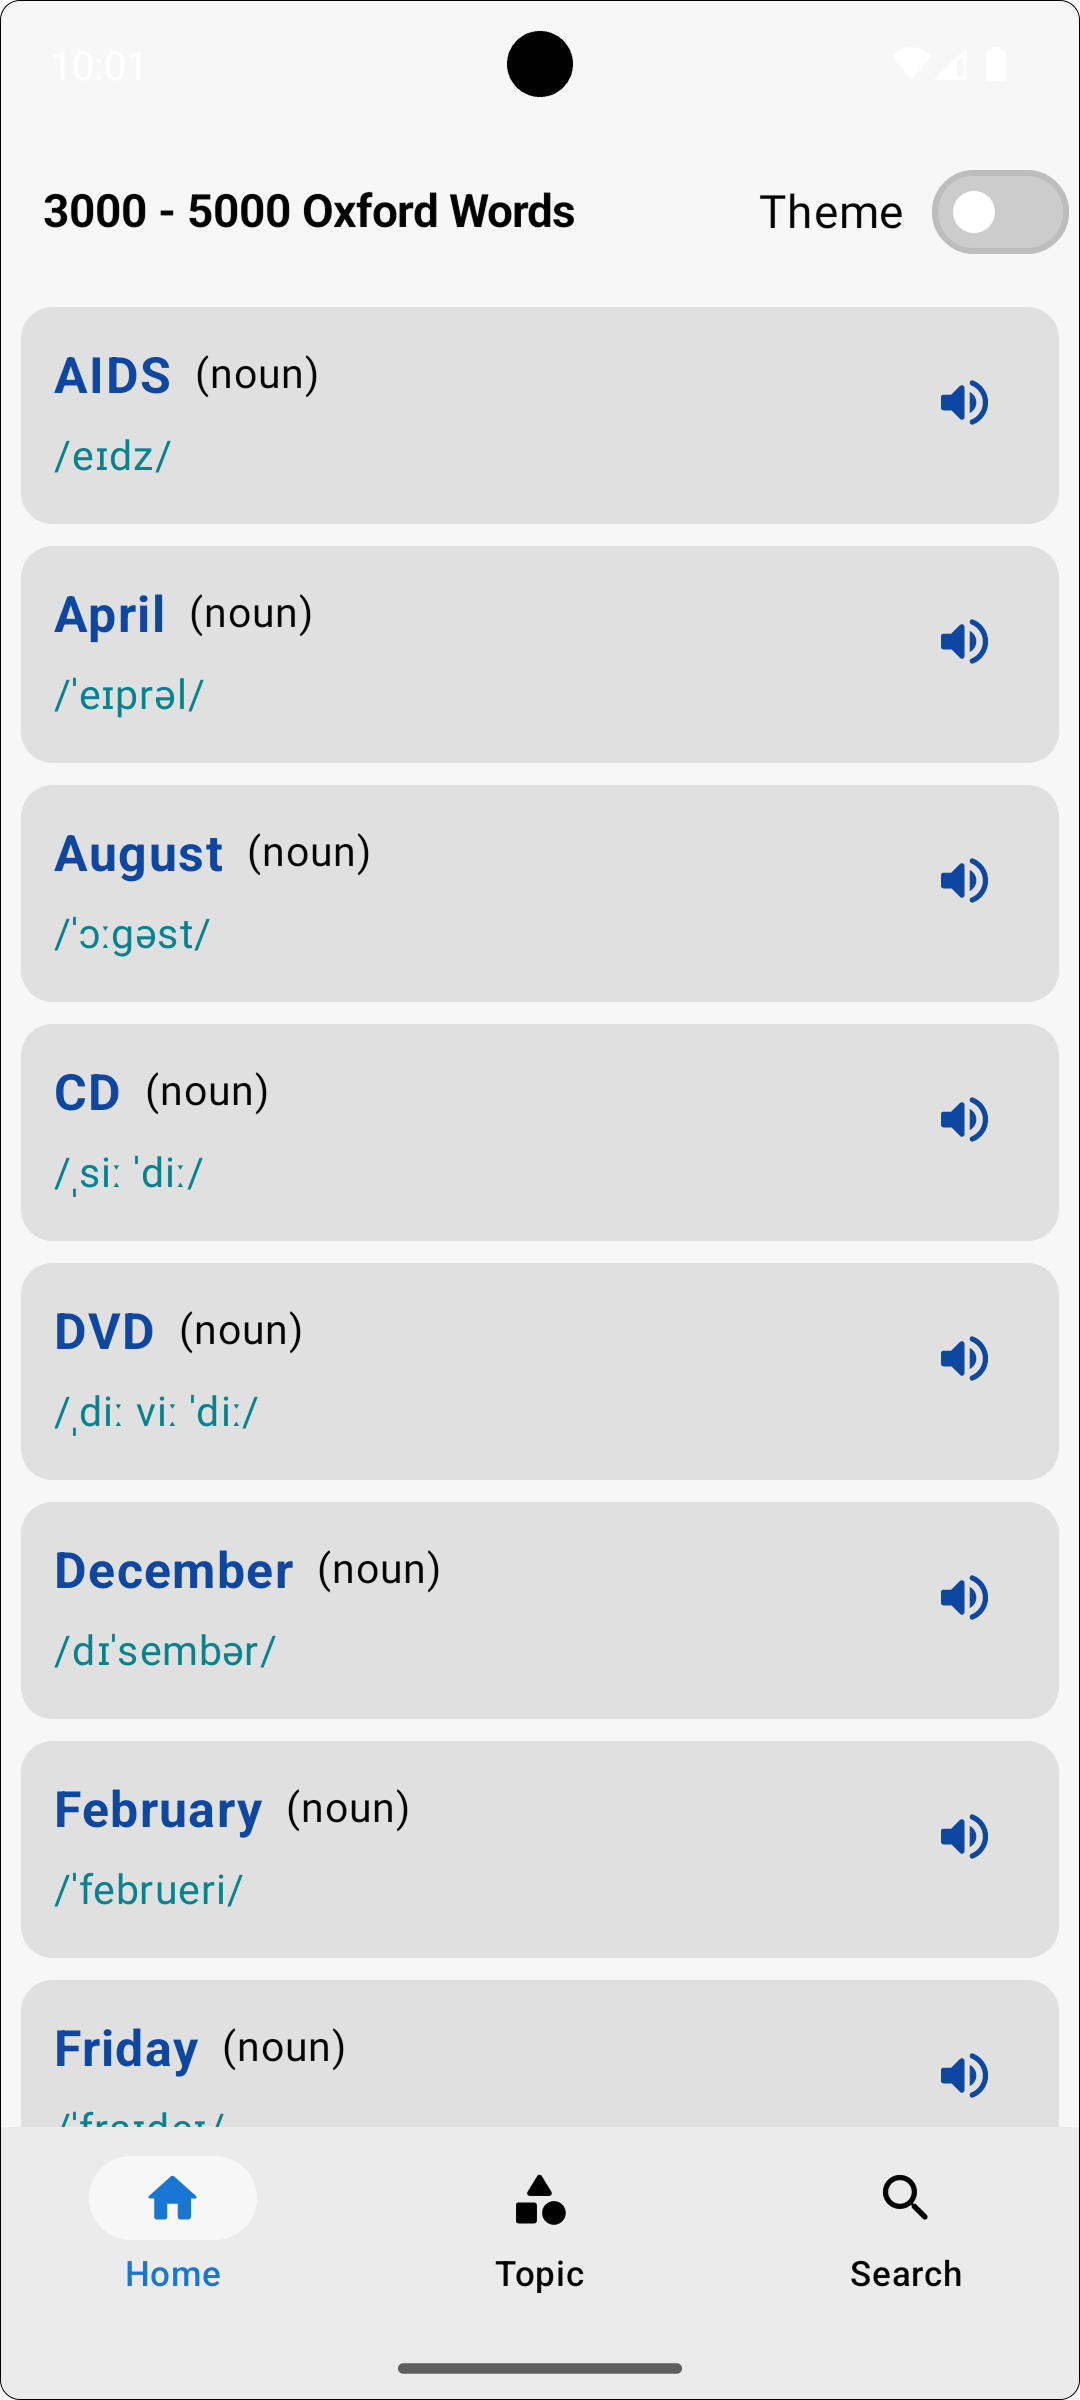 10:01
3000 - 5000 Oxford Words Theme
AIDS (noun)
/eɪdz/
April (noun)
/ˈeɪprəl/
August (noun)
/ˈɔːɡəst/
CD (noun)
/ˌsiː ˈdiː/
DVD (noun)
/ˌdiː viː ˈdiː/
December (noun)
/dɪˈsembər/
February (noun)
/ˈfebrueri/
Friday (noun)
/ˈfraɪdeɪ/
Home Topic Search